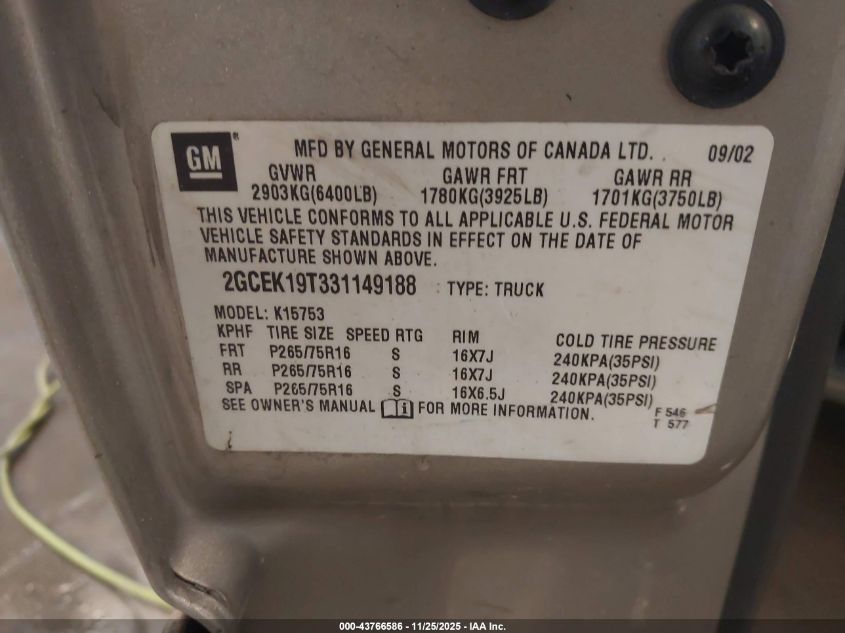 GM ® MFD BY GENERAL MOTORS OF CANADA LTD. 09/02
GVWR GAWR FRT GAWR RR
2903KG(6400LB) 1780KG(3925LB) 1701KG(3750LB)
THIS VEHICLE CONFORMS TO ALL APPLICABLE U.S. FEDERAL MOTOR
VEHICLE SAFETY STANDARDS IN EFFECT ON THE DATE OF
MANUFACTURE SHOWN ABOVE.
2GCEK19T331149188 TYPE: TRUCK
MODEL: K15753
KPHF TIRE SIZE SPEED RTG RIM COLD TIRE PRESSURE
FRT P265/75R16 S 16X7J 240KPA(35PSI)
RR P265/75R16 S 16X7J 240KPA(35PSI)
SPA P265/75R16 S 16X6.5J 240KPA(35PSI)
SEE OWNER'S MANUAL FOR MORE INFORMATION. F 546
T 577
000-43766586 - 11/25/2025 - IAA Inc.